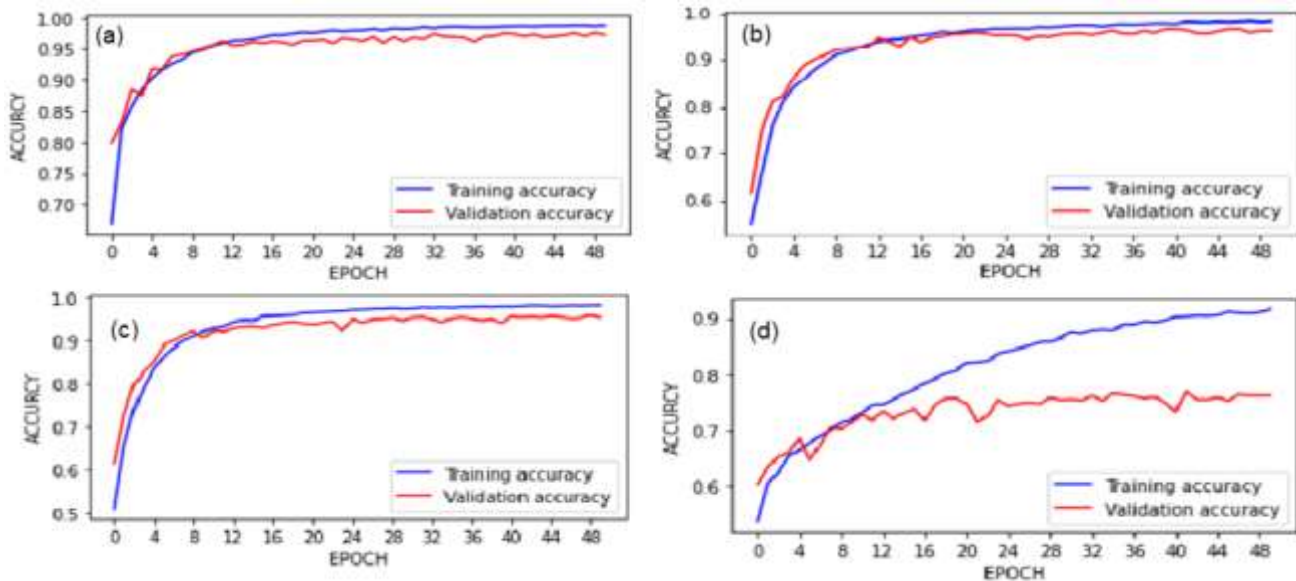 (a)
ACCURCY
1.00
0.95
0.90
0.85
0.80
0.75
0.70
Training accuracy
Validation accuracy
0 4 8 12 16 20 24 28 32 36 40 44 48
EPOCH
(b)
ACCURCY
1.0
0.9
0.8
0.7
0.6
Training accuracy
Validation accuracy
0 4 8 12 16 20 24 28 32 36 40 44 48
EPOCH
(c)
ACCURCY
1.0
0.9
0.8
0.7
0.6
0.5
Training accuracy
Validation accuracy
0 4 8 12 16 20 24 28 32 36 40 44 48
EPOCH
(d)
ACCURCY
0.9
0.8
0.7
0.6
Training accuracy
Validation accuracy
0 4 8 12 16 20 24 28 32 36 40 44 48
EPOCH